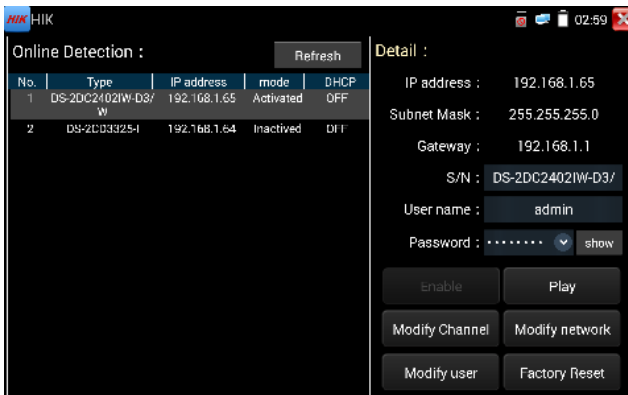 HIK HIK 02:59
Online Detection :
Refresh
No. Type IP address mode DHCP
1 DS-2DC2402IW-D3/W 192.168.1.65 Activated OFF
2 DS-2CD3325-I 192.168.1.64 Inactived OFF
Detail :
IP address : 192.168.1.65
Subnet Mask : 255.255.255.0
Gateway : 192.168.1.1
S/N : DS-2DC2402IW-D3/
User name : admin
Password : •••••••• show
Enable Play
Modify Channel Modify network
Modify user Factory Reset